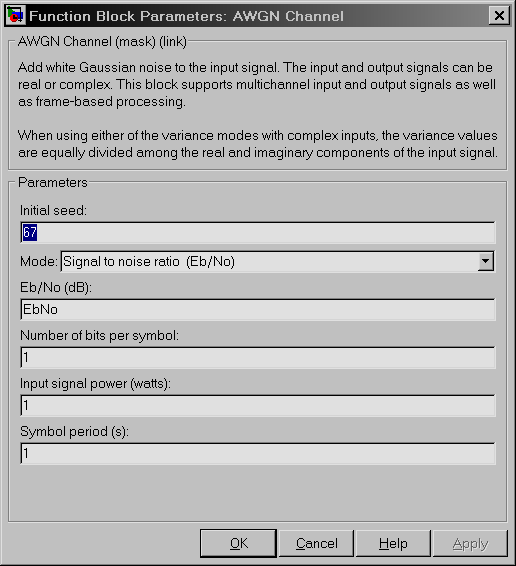 Function Block Parameters: AWGN Channel
AWGN Channel (mask) (link)
Add white Gaussian noise to the input signal. The input and output signals can be
real or complex. This block supports multichannel input and output signals as well
as frame-based processing.
When using either of the variance modes with complex inputs, the variance values
are equally divided among the real and imaginary components of the input signal.
Parameters
Initial seed:
67
Mode: Signal to noise ratio (Eb/No)
Eb/No (dB):
EbNo
Number of bits per symbol:
1
Input signal power (watts):
1
Symbol period (s):
1
OK Cancel Help Apply